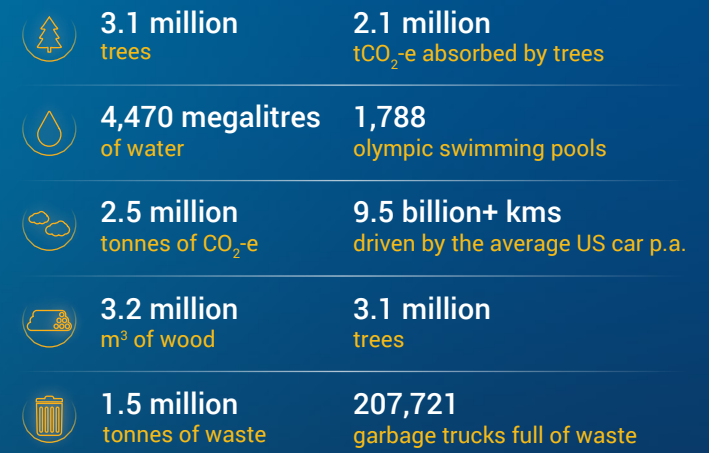 3.1 million
trees
2.1 million
tCO₂-e absorbed by trees
4,470 megalitres
of water
1,788
olympic swimming pools
2.5 million
tonnes of CO₂-e
9.5 billion+ kms
driven by the average US car p.a.
3.2 million
m³ of wood
3.1 million
trees
1.5 million
tonnes of waste
207,721
garbage trucks full of waste